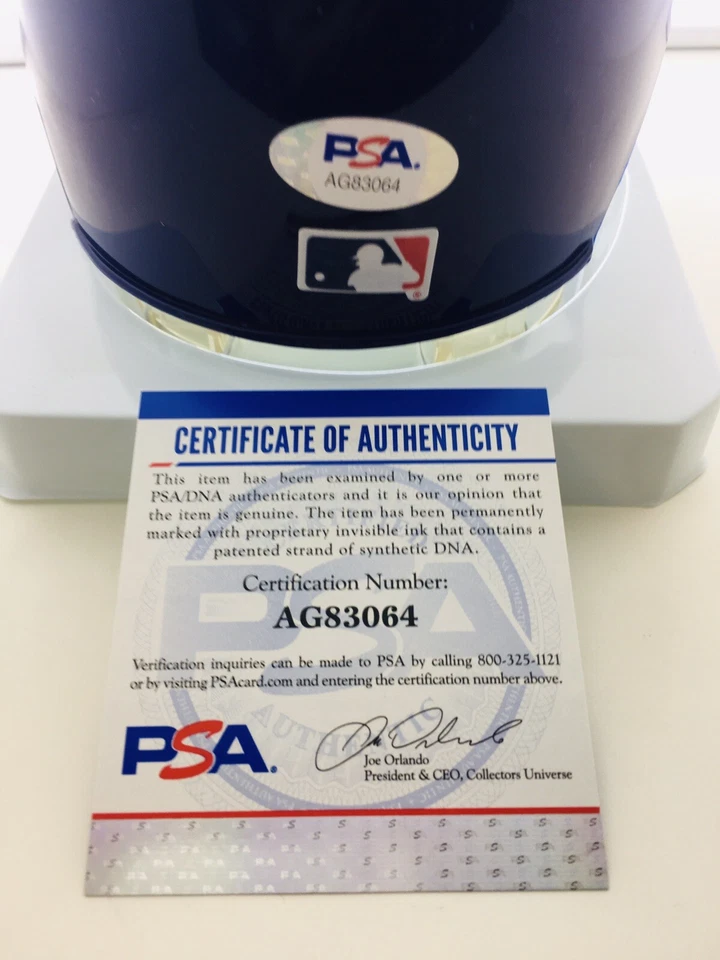 PSA.
AG83064
CERTIFICATE OF AUTHENTICITY
This item has been examined by one or more
PSA/DNA authenticators and it is our opinion that
the item is genuine. The item has been permanently
marked with proprietary invisible ink that contains a
patented strand of synthetic DNA.
Certification Number:
AG83064
Verification inquiries can be made to PSA by calling 800-325-1121
or by visiting PSAcard.com and entering the certification number above.
PSA
AUTHENTIC
PSA.
Joe Orlando
President & CEO, Collectors Universe